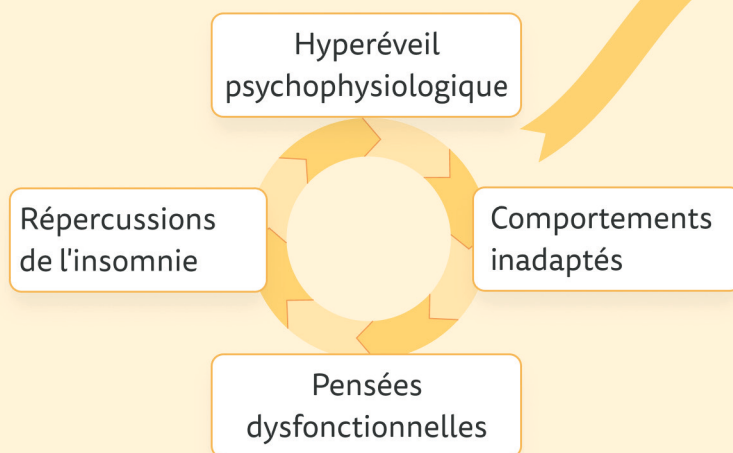 Hyperéveil
psychophysiologique
Répercussions
de l'insomnie
Comportements
inadaptés
Pensées
dysfonctionnelles